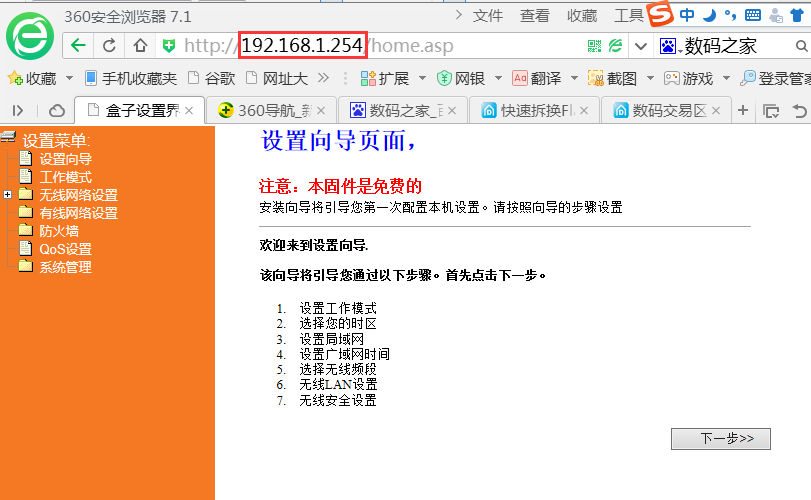 360安全浏览器 7.1
文件 查看 收藏 工具 中
http://192.168.1.254/home.asp
数码之家
收藏 手机收藏夹 谷歌 网址大 扩展 网银 Aa 翻译 截图 游戏 登录管家
盒子设置界 360导航_新 数码之家_百 快速拆换Fl 数码交易区
设置菜单:
设置向导
工作模式
无线网络设置
有线网络设置
防火墙
QoS设置
系统管理
设置向导页面，
注意：本固件是免费的
安装向导将引导您第一次配置本机设置。请按照向导的步骤设置
欢迎来到设置向导.
该向导将引导您通过以下步骤。首先点击下一步。
1. 设置工作模式
2. 选择您的时区
3. 设置局域网
4. 设置广域网时间
5. 选择无线频段
6. 无线LAN设置
7. 无线安全设置
下一步>>